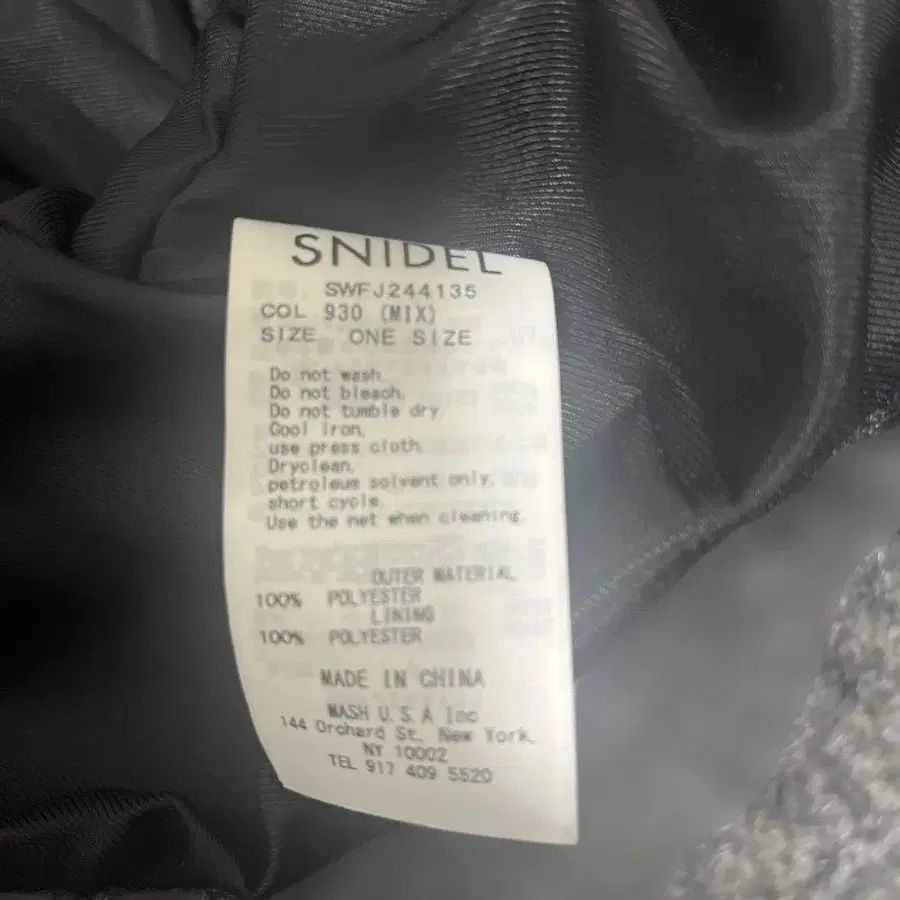 SNIDEL
SWFJ244135
COL 930 (MIX)
SIZE ONE SIZE
Do not wash.
Do not bleach.
Do not tumble dry.
Cool iron,
use press cloth.
Dryclean,
petroleum solvent only,
short cycle.
Use the net when cleaning.
OUTER MATERIAL
100% POLYESTER
LINING
100% POLYESTER
MADE IN CHINA
MASH U.S.A Inc
144 Orchard St, New York,
NY 10002
TEL 917 409 5520